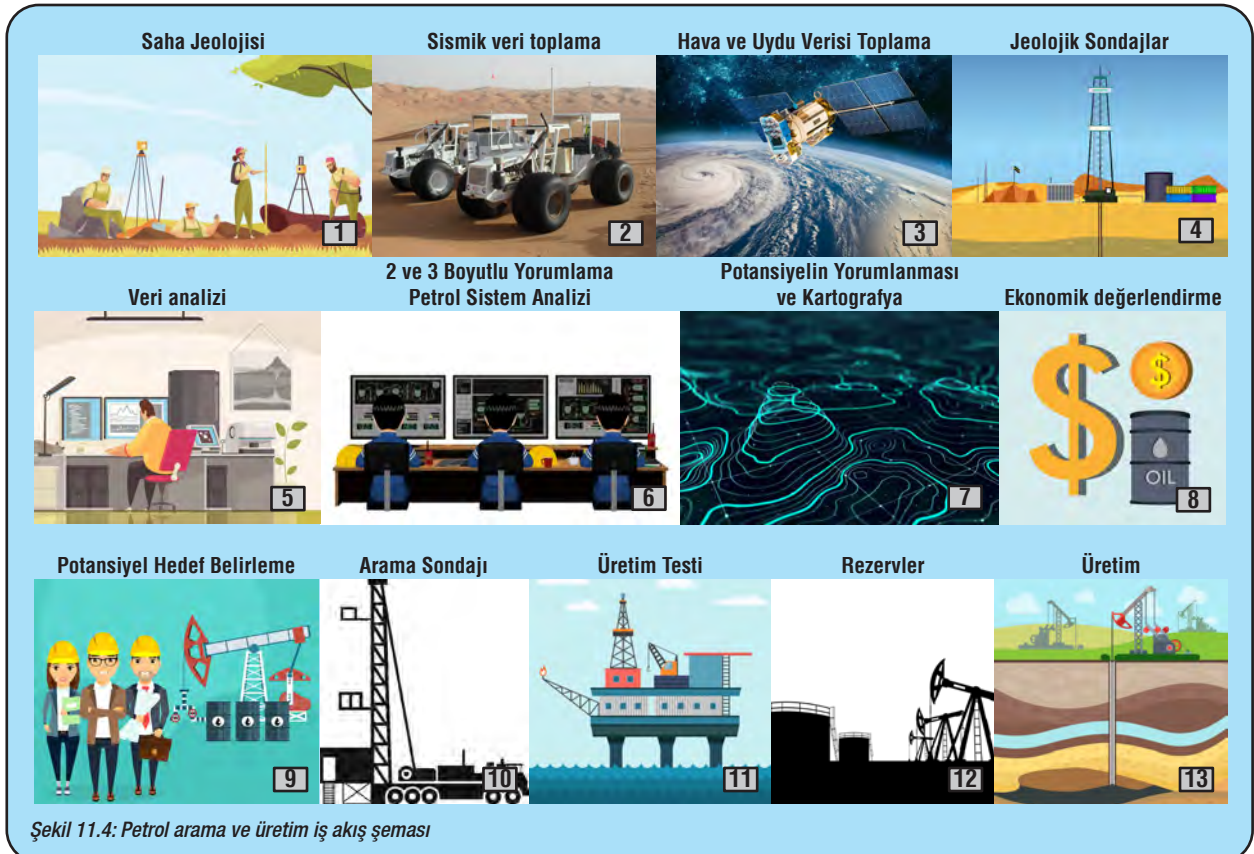 Saha Jeolojisi
Sismik veri toplama
Hava ve Uydu Verisi Toplama
Jeolojik Sondajlar
1
2
3
4
Veri analizi
2 ve 3 Boyutlu Yorumlama
Petrol Sistem Analizi
Potansiyelin Yorumlanması
ve Kartografya
Ekonomik değerlendirme
$
$
OIL
5
6
7
8
Potansiyel Hedef Belirleme
Arama Sondajı
Üretim Testi
Rezervler
Üretim
9
10
11
12
13
Şekil 11.4: Petrol arama ve üretim iş akış şeması